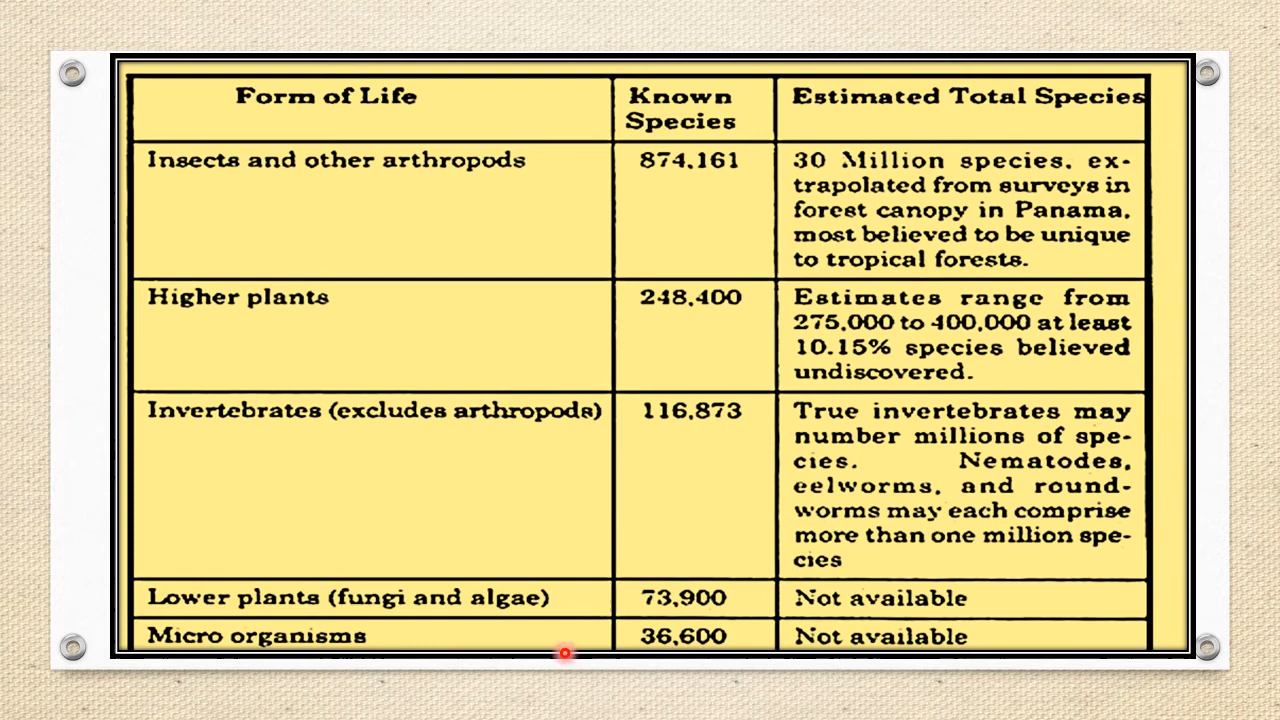 Form of Life
Known
Species
Estimated Total Species
Insects and other arthropods
874,161
30 Million species, ex-
trapolated from surveys in
forest canopy in Panama,
most believed to be unique
to tropical forests.
Higher plants
248,400
Estimates range from
275,000 to 400,000 at least
10.15% species believed
undiscovered.
Invertebrates (excludes arthropods)
116,873
True invertebrates may
number millions of spe-
cies. Nematodes,
eelworms, and round-
worms may each comprise
more than one million spe-
cies
Lower plants (fungi and algae)
73,900
Not available
Micro organisms
36,600
Not available